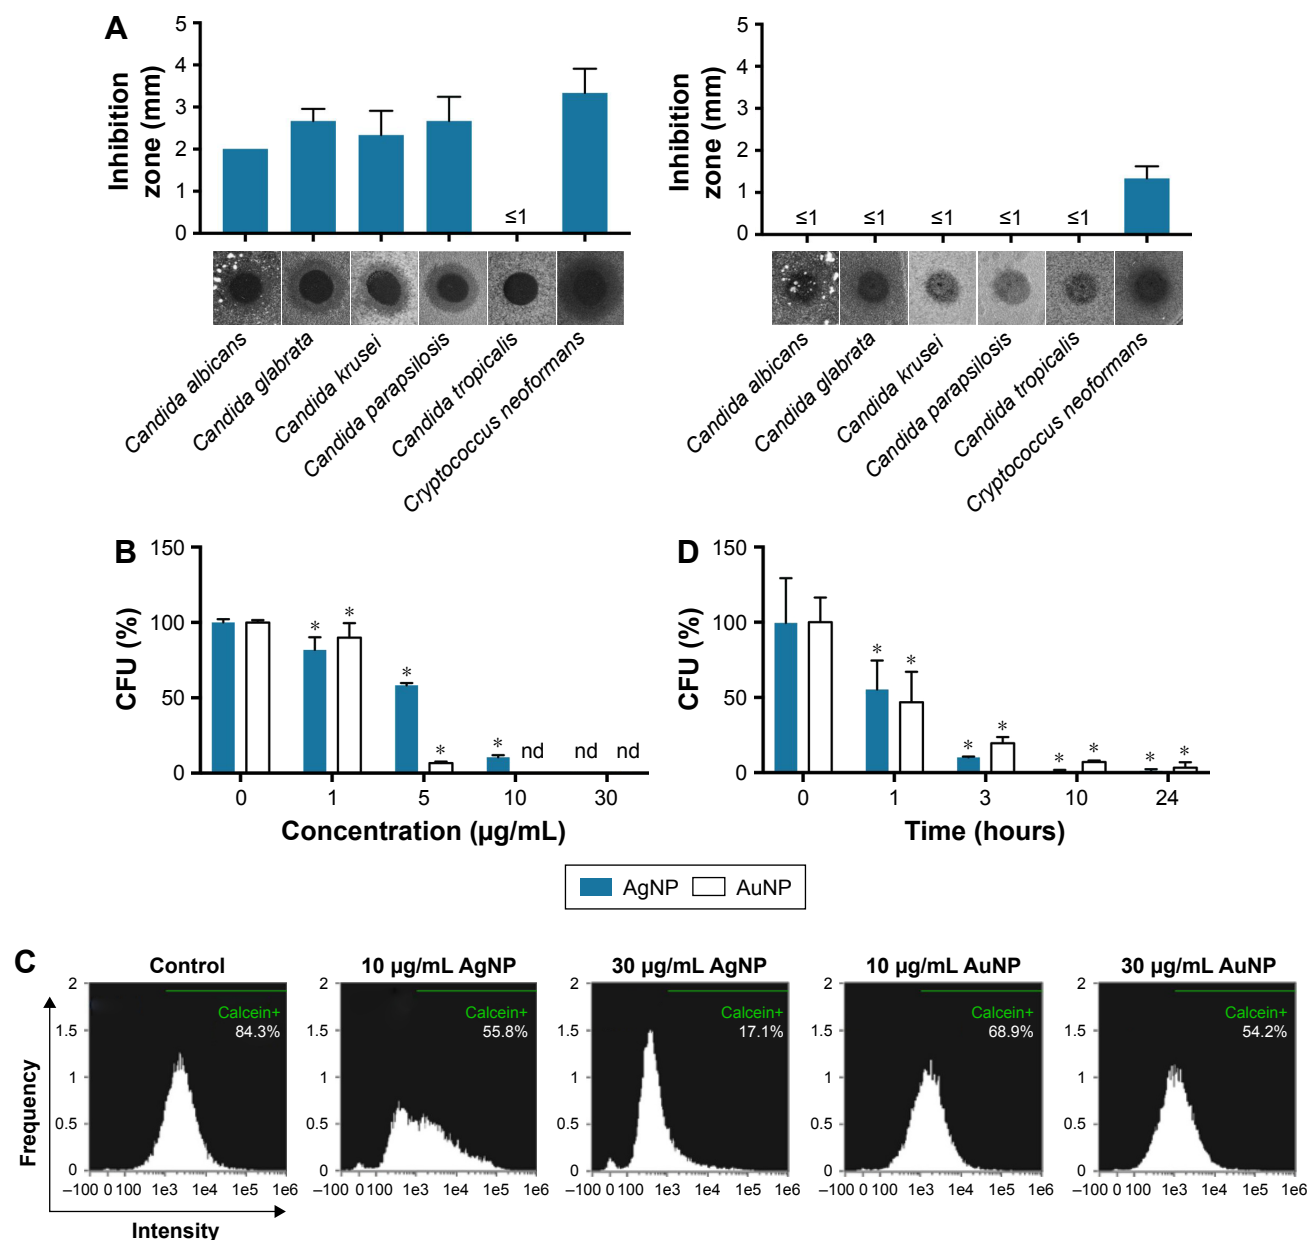 A
5
4
3
2
1
0
Inhibition
zone (mm)
≤1
Candida albicans
Candida glabrata
Candida krusei
Candida parapsilosis
Candida tropicalis
Cryptococcus neoformans
5
4
3
2
1
0
Inhibition
zone (mm)
≤1 ≤1 ≤1 ≤1 ≤1
Candida albicans
Candida glabrata
Candida krusei
Candida parapsilosis
Candida tropicalis
Cryptococcus neoformans
B
150
100
50
0
CFU (%)
* * * * * nd nd nd
0 1 5 10 30
Concentration (µg/mL)
D
150
100
50
0
CFU (%)
* * * * * * * *
0 1 3 10 24
Time (hours)
AgNP AuNP
C
Frequency
Intensity
Control
2
1.5
1
0.5
0
Calcein+
84.3%
–100 0 100 1e3 1e4 1e5 1e6
10 µg/mL AgNP
2
1.5
1
0.5
0
Calcein+
55.8%
–100 0 100 1e3 1e4 1e5 1e6
30 µg/mL AgNP
2
1.5
1
0.5
0
Calcein+
17.1%
–100 0 100 1e3 1e4 1e5 1e6
10 µg/mL AuNP
2
1.5
1
0.5
0
Calcein+
68.9%
–100 0 100 1e3 1e4 1e5 1e6
30 µg/mL AuNP
2
1.5
1
0.5
0
Calcein+
54.2%
–100 0 100 1e3 1e4 1e5 1e6